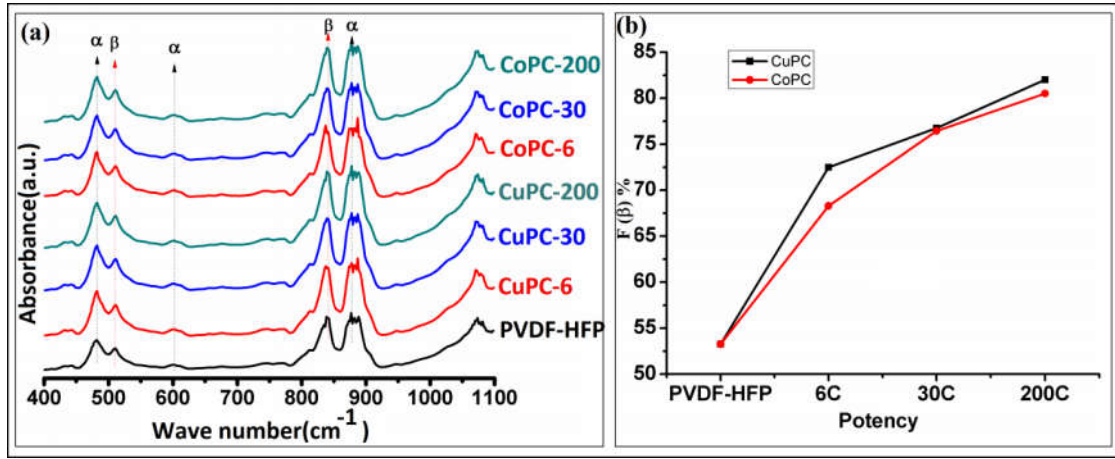 (a)
α
β
α
β
α
CoPC-200
CoPC-30
CoPC-6
CuPC-200
CuPC-30
CuPC-6
PVDF-HFP
Absorbance(a.u.)
400 500 600 700 800 900 1000 1100
Wave number(cm⁻¹)
(b)
CuPC
CoPC
85
80
75
70
65
60
55
50
F (β) %
PVDF-HFP 6C 30C 200C
Potency